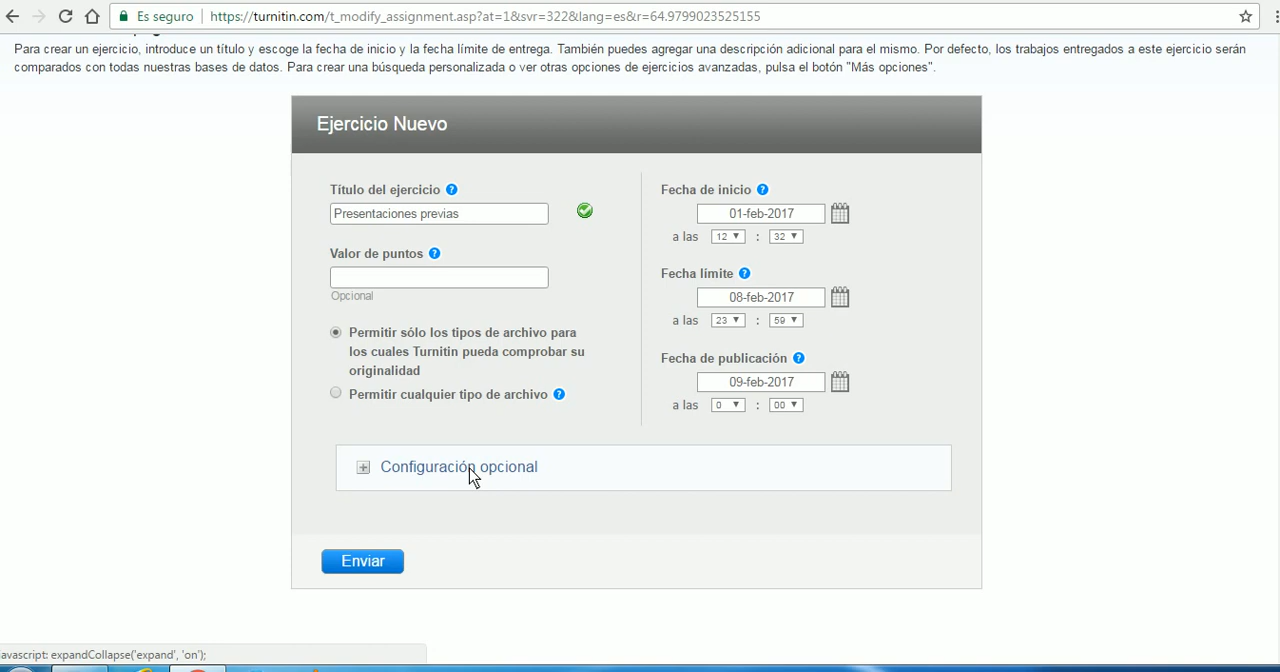 Es seguro
https://turnitin.com/t_modify_assignment.asp?at=1&svr=322&lang=es&r=64.9799023525155
Para crear un ejercicio, introduce un título y escoge la fecha de inicio y la fecha límite de entrega. También puedes agregar una descripción adicional para el mismo. Por defecto, los trabajos entregados a este ejercicio serán
comparados con todas nuestras bases de datos. Para crear una búsqueda personalizada o ver otras opciones de ejercicios avanzadas, pulsa el botón "Más opciones".
Ejercicio Nuevo
Título del ejercicio ?
Presentaciones previas
Valor de puntos ?
Opcional
Permitir sólo los tipos de archivo para
los cuales Turnitin pueda comprobar su
originalidad
Permitir cualquier tipo de archivo ?
Fecha de inicio ?
01-feb-2017
a las 12 : 32
Fecha límite ?
08-feb-2017
a las 23 : 59
Fecha de publicación ?
09-feb-2017
a las 0 : 00
Configuración opcional
Enviar
javascript: expandCollapse('expand', 'on');